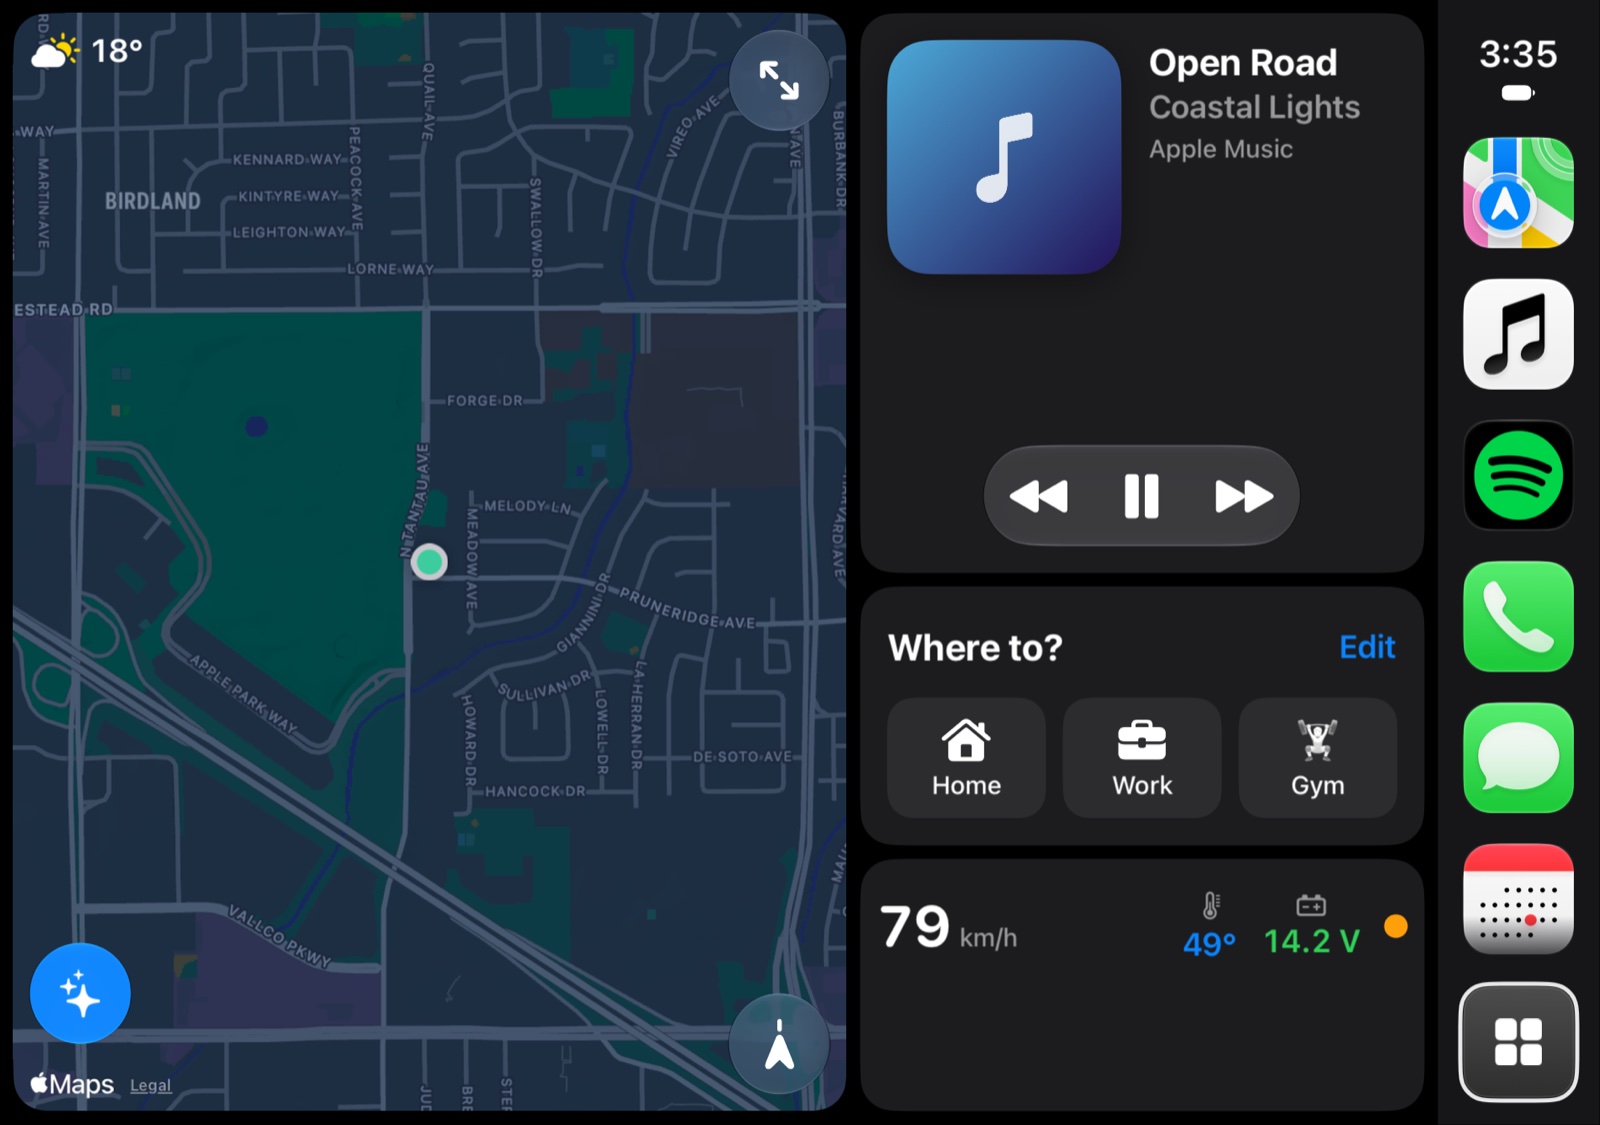 18°
QUAIL AVE
VIREO AVE
BURBANK DR
WAY
MARTIN AVE
KENNARD WAY
PEACOCK AVE
BIRDLAND
KINTYRE WAY
SWALLOW DR
LEIGHTON WAY
LORNE WAY
ESTEAD RD
FORGE DR
N TANTAU AVE
MELODY LN
MEADOW AVE
GIANNINI DR
PRUNERIDGE AVE
APPLE PARK WAY
SULLIVAN DR
HOWARD DR
LOWELL DR
LA HERRAN DR
DE SOTO AVE
HANCOCK DR
VALLCO PKWY
Maps
Legal
Open Road
Coastal Lights
Apple Music
Where to?
Edit
Home
Work
Gym
79 km/h
49°
14.2 V
3:35